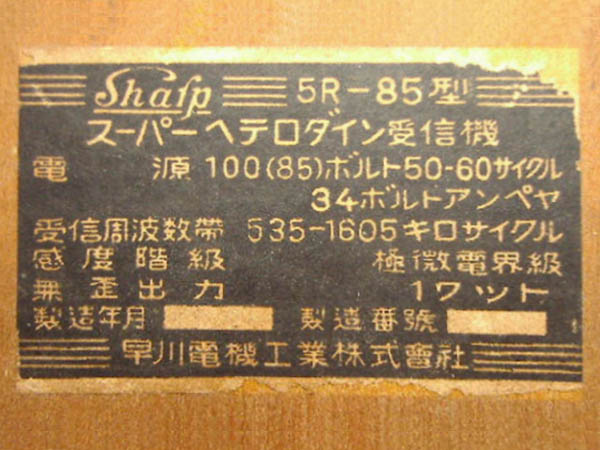 Sharp 5R-85型
スーパーヘテロダイン受信機
電源 100(85)ボルト50-60サイクル
34ボルトアンペヤ
受信周波数帯 535-1605キロサイクル
感度階級 極微電界級
無歪出力 1ワット
製造年月 製造番號
早川電機工業株式會社